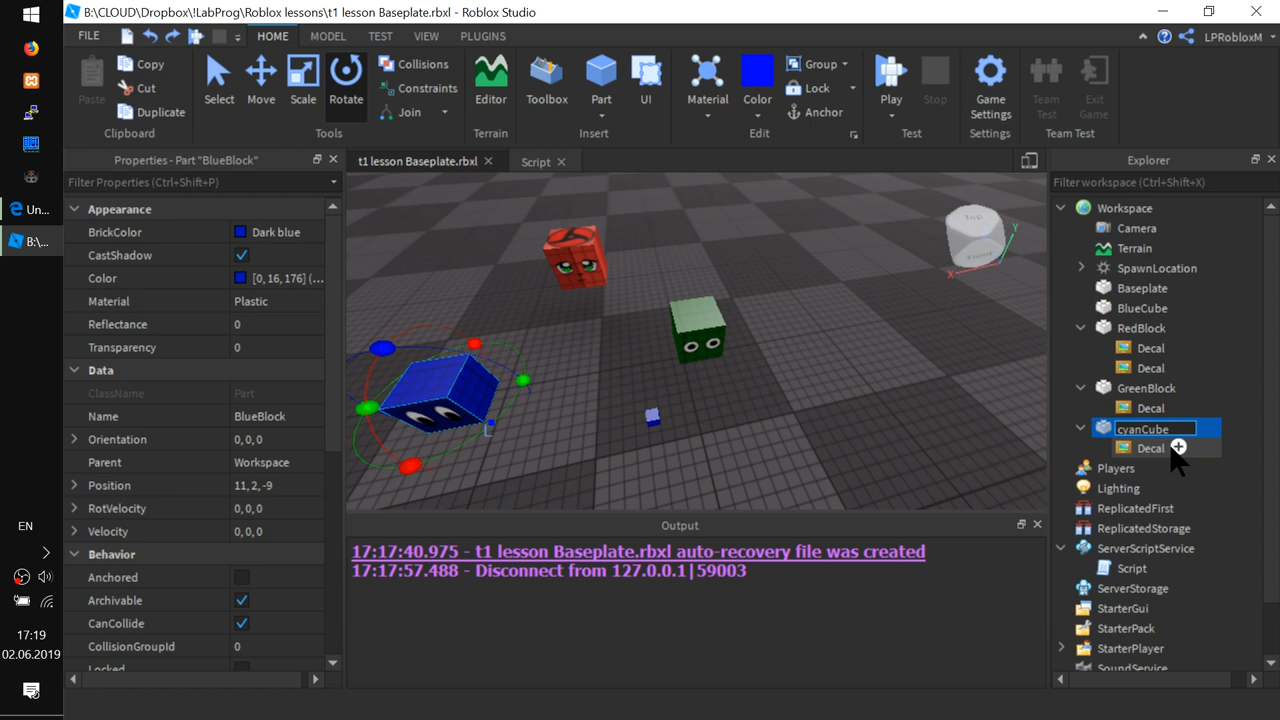 B:\CLOUD\Dropbox\!LabProg\Roblox lessons\t1 lesson Baseplate.rbxl - Roblox Studio
FILE HOME MODEL TEST VIEW PLUGINS LPRobloxM
Paste Copy Cut Duplicate
Select Move Scale Rotate
Collisions Constraints Join
Editor Toolbox Part UI
Material Color Group Lock Anchor
Play Stop Game Settings Team Test Exit Game
Clipboard Tools Terrain Insert Edit Test Settings Team Test
Properties - Part "BlueBlock"
Filter Properties (Ctrl+Shift+P)
Appearance
BrickColor Dark blue
CastShadow
Color [0,16,176] (...
Material Plastic
Reflectance 0
Transparency 0
Data
ClassName Part
Name BlueBlock
Orientation 0, 0, 0
Parent Workspace
Position 11, 2, -9
RotVelocity 0, 0, 0
Velocity 0, 0, 0
Behavior
Anchored
Archivable
CanCollide
CollisionGroupId 0
Locked
t1 lesson Baseplate.rbxl Script
TOP
Y
X
L
Output
17:17:40.975 - t1 lesson Baseplate.rbxl auto-recovery file was created
17:17:57.488 - Disconnect from 127.0.0.1|59003
Explorer
Filter workspace (Ctrl+Shift+X)
Workspace
Camera
Terrain
SpawnLocation
Baseplate
BlueCube
RedBlock
Decal
Decal
GreenBlock
Decal
cyanCube
Decal
Players
Lighting
ReplicatedFirst
ReplicatedStorage
ServerScriptService
Script
ServerStorage
StarterGui
StarterPack
StarterPlayer
SoundService
Un...
B:\...
EN
17:19
02.06.2019